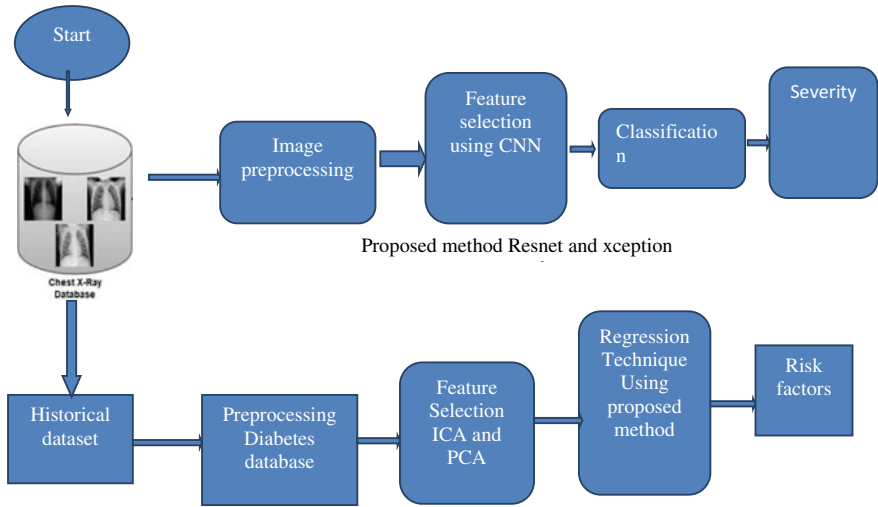 Start
Image
preprocessing
Feature
selection
using CNN
Classificatio
n
Severity
Proposed method Resnet and xception
Chest X-Ray
Database
Historical
dataset
Preprocessing
Diabetes
database
Feature
Selection
ICA and
PCA
Regression
Technique
Using
proposed
method
Risk
factors